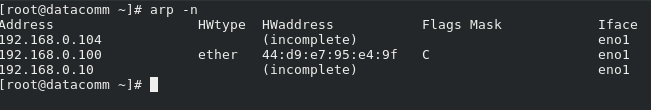 [root@datacomm ~]# arp -n
Address HWtype HWaddress Flags Mask Iface
192.168.0.104 (incomplete) eno1
192.168.0.100 ether 44:d9:e7:95:e4:9f C eno1
192.168.0.10 (incomplete) eno1
[root@datacomm ~]#